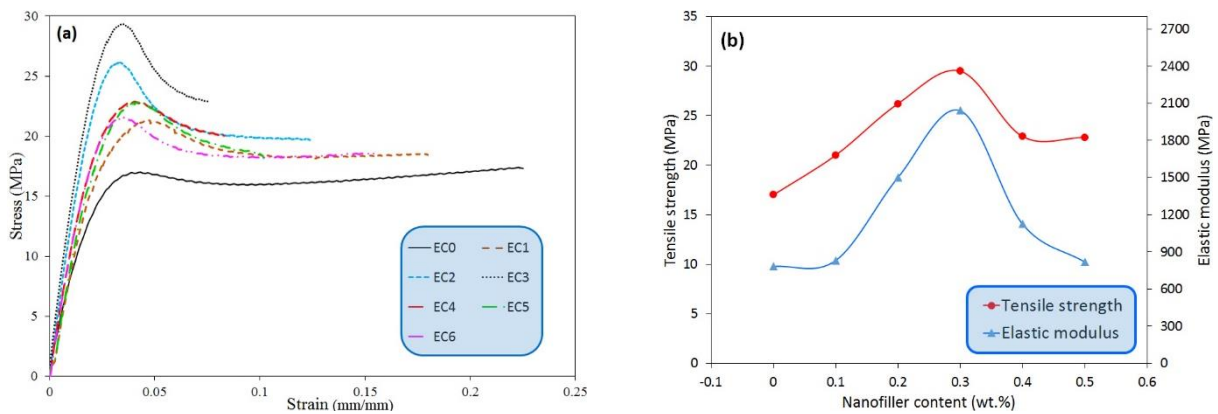 (a)
30
25
20
15
10
5
0
Stress (MPa)
0 0.05 0.1 0.15 0.2 0.25
Strain (mm/mm)
EC0 EC1
EC2 EC3
EC4 EC5
EC6
(b)
35
30
25
20
15
10
5
0
Tensile strength (MPa)
2700
2400
2100
1800
1500
1200
900
600
300
0
Elastic modulus (MPa)
Tensile strength
Elastic modulus
-0.1 0 0.1 0.2 0.3 0.4 0.5 0.6
Nanofiller content (wt.%)